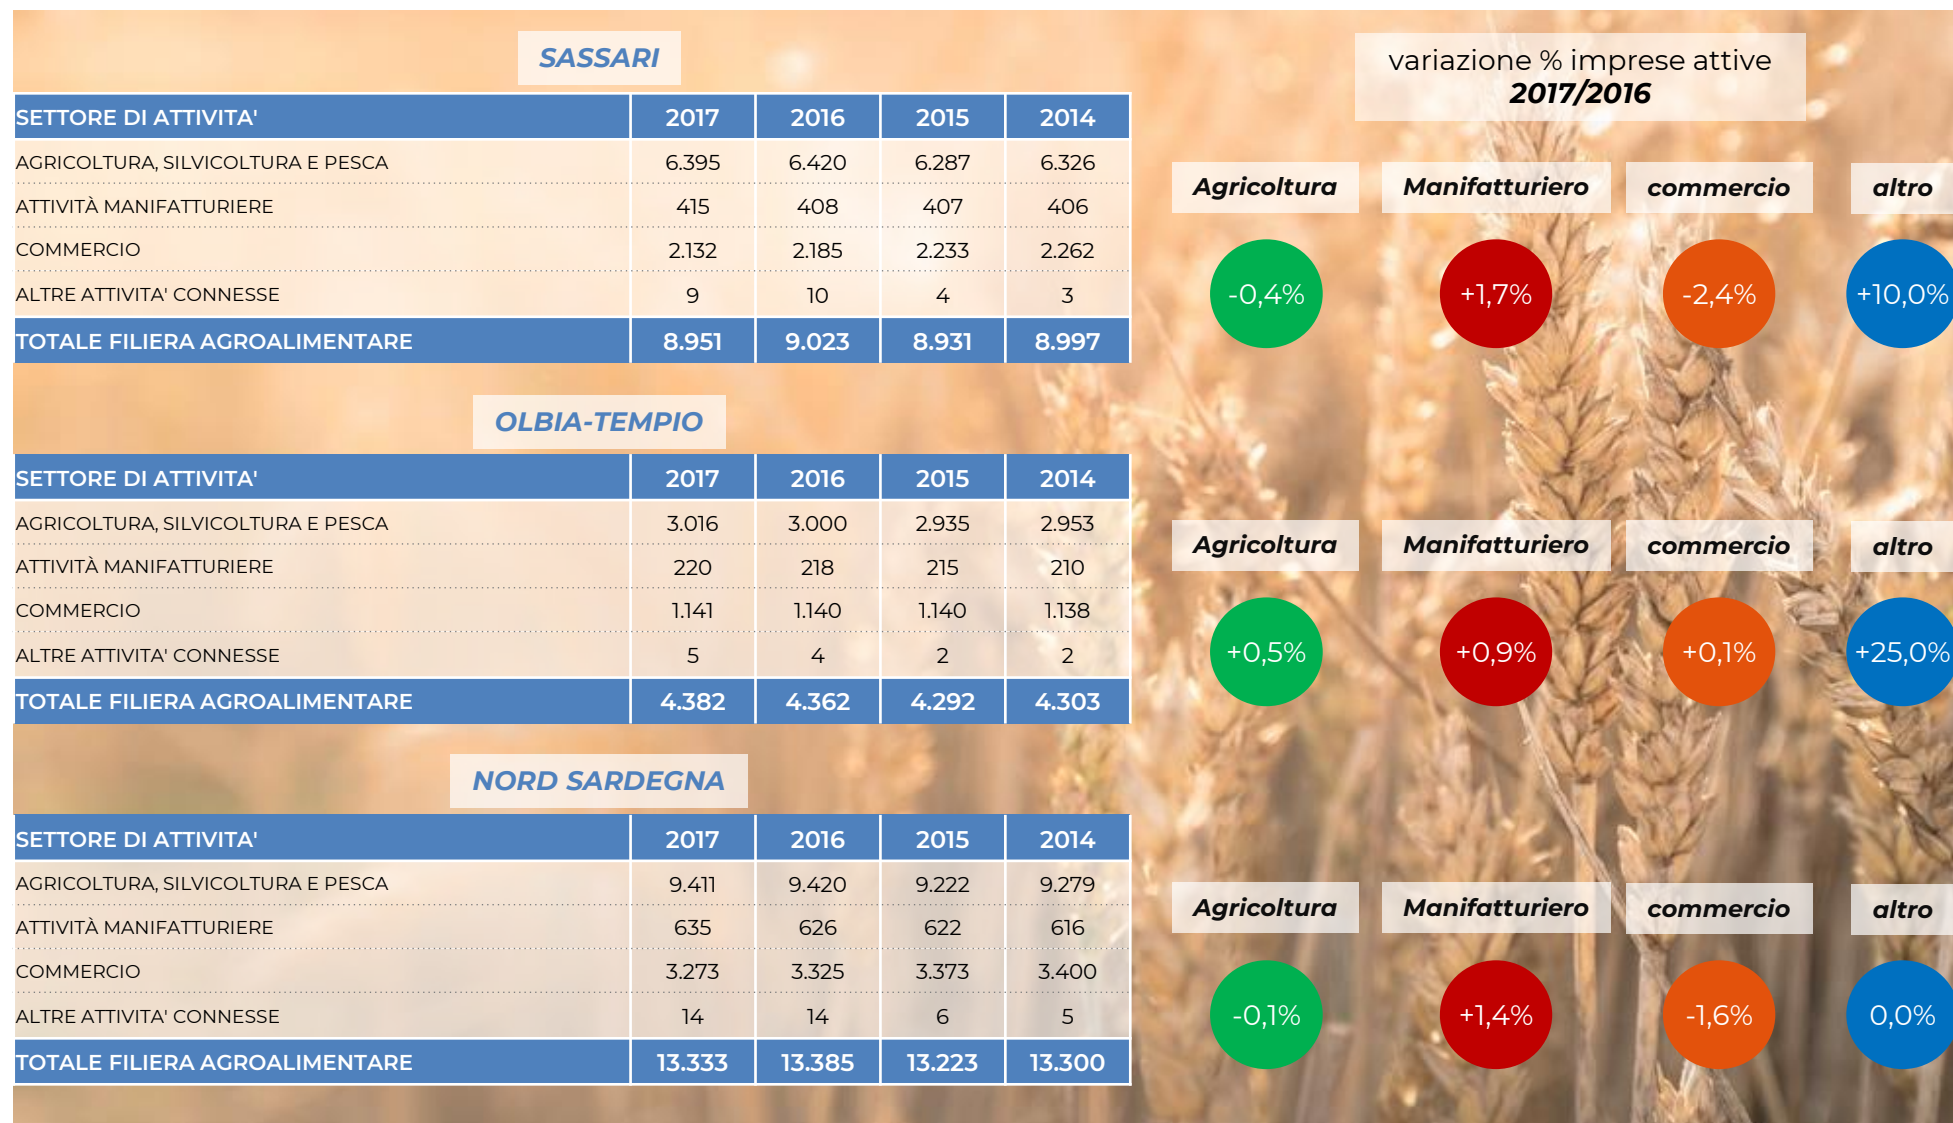 SASSARI
SETTORE DI ATTIVITA' 2017 2016 2015 2014
AGRICOLTURA, SILVICOLTURA E PESCA 6.395 6.420 6.287 6.326
ATTIVITÀ MANIFATTURIERE 415 408 407 406
COMMERCIO 2.132 2.185 2.233 2.262
ALTRE ATTIVITA' CONNESSE 9 10 4 3
TOTALE FILIERA AGROALIMENTARE 8.951 9.023 8.931 8.997
variazione % imprese attive
2017/2016
Agricoltura Manifatturiero commercio altro
-0,4% +1,7% -2,4% +10,0%
OLBIA-TEMPIO
SETTORE DI ATTIVITA' 2017 2016 2015 2014
AGRICOLTURA, SILVICOLTURA E PESCA 3.016 3.000 2.935 2.953
ATTIVITÀ MANIFATTURIERE 220 218 215 210
COMMERCIO 1.141 1.140 1.140 1.138
ALTRE ATTIVITA' CONNESSE 5 4 2 2
TOTALE FILIERA AGROALIMENTARE 4.382 4.362 4.292 4.303
Agricoltura Manifatturiero commercio altro
+0,5% +0,9% +0,1% +25,0%
NORD SARDEGNA
SETTORE DI ATTIVITA' 2017 2016 2015 2014
AGRICOLTURA, SILVICOLTURA E PESCA 9.411 9.420 9.222 9.279
ATTIVITÀ MANIFATTURIERE 635 626 622 616
COMMERCIO 3.273 3.325 3.373 3.400
ALTRE ATTIVITA' CONNESSE 14 14 6 5
TOTALE FILIERA AGROALIMENTARE 13.333 13.385 13.223 13.300
Agricoltura Manifatturiero commercio altro
-0,1% +1,4% -1,6% 0,0%